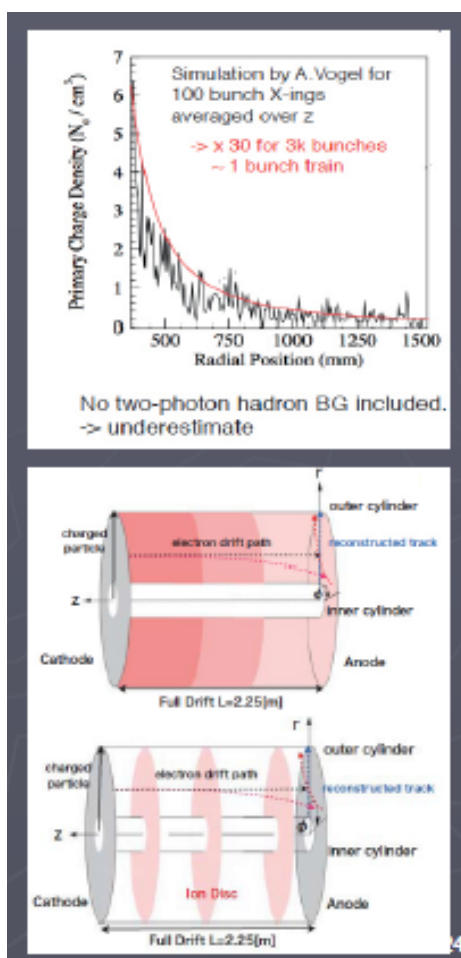 7
Simulation by A. Vogel for
100 bunch X-ings
averaged over z
-> x 30 for 3k bunches
~ 1 bunch train
6
5
4
3
2
1
0
Primary Charge Density (Nₑ / cm³)
500 750 1000 1250 1500
Radial Position (mm)
No two-photon hadron BG included.
-> underestimate
r
outer cylinder
charged
particle
electron drift path
reconstructed track
z
Φ
inner cylinder
Cathode
Anode
Full Drift L=2.25[m]
r
outer cylinder
charged
particle
electron drift path
reconstructed track
z
Φ
inner cylinder
Ion Disc
Cathode
Anode
Full Drift L=2.25[m]